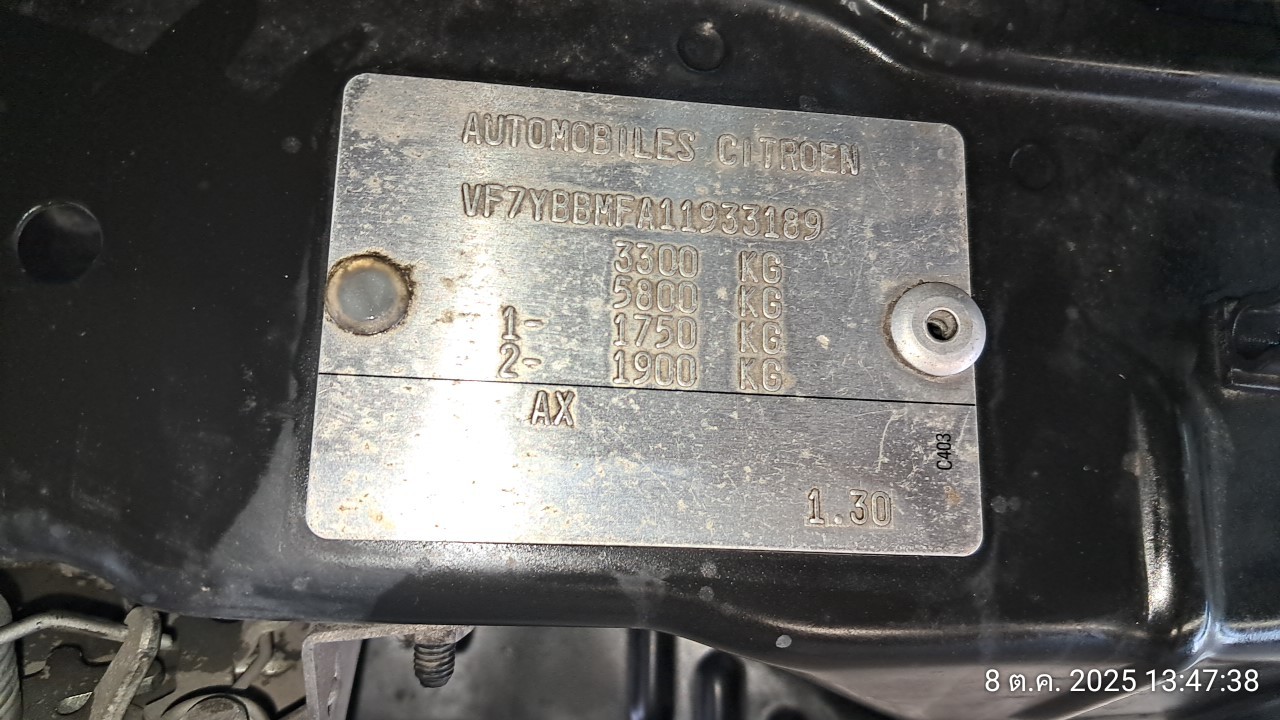 AUTOMOBILES CITROEN
VF7YBBMFA11933189
3300 KG
5800 KG
1- 1750 KG
2- 1900 KG
AX
C403
1.30
8 ต.ค. 2025 13:47:38